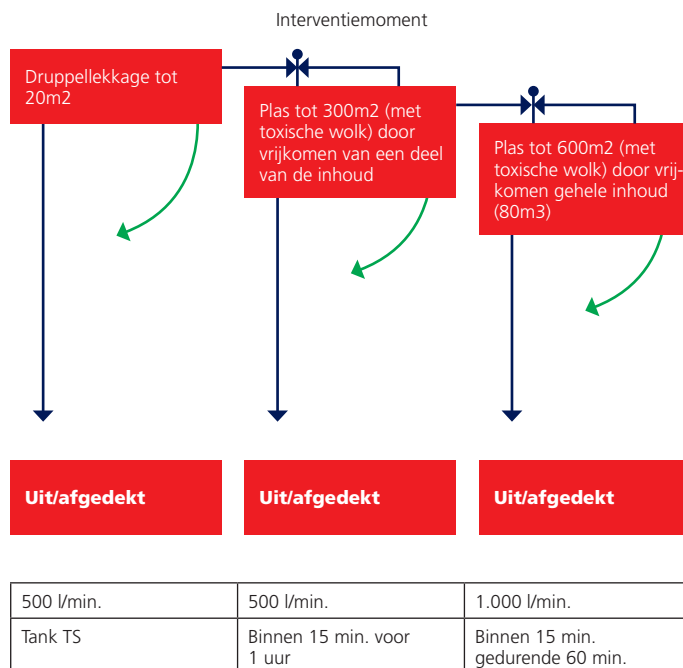 Interventiemoment
Druppellekkage tot
20m2
Plas tot 300m2 (met
toxische wolk) door
vrijkomen van een deel
van de inhoud
Plas tot 600m2 (met
toxische wolk) door vrij-
komen gehele inhoud
(80m3)
Uit/afgedekt
Uit/afgedekt
Uit/afgedekt
500 l/min.
500 l/min.
1.000 l/min.
Tank TS
Binnen 15 min. voor
1 uur
Binnen 15 min.
gedurende 60 min.